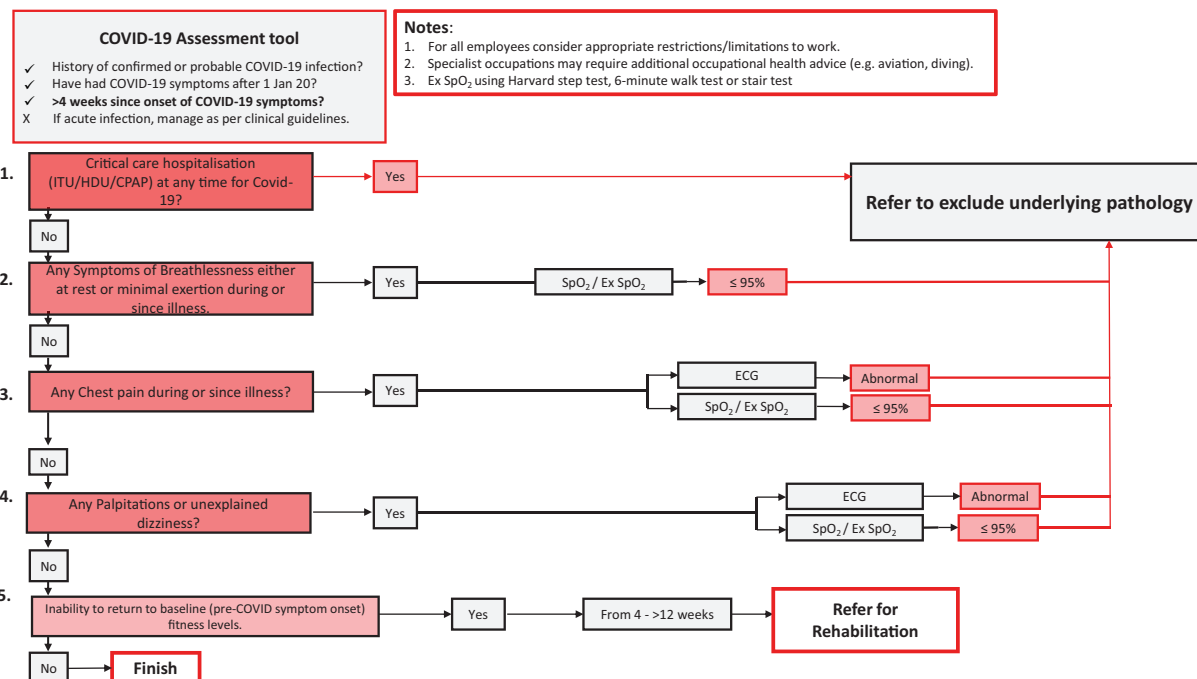 COVID-19 Assessment tool
✓ History of confirmed or probable COVID-19 infection?
✓ Have had COVID-19 symptoms after 1 Jan 20?
✓ >4 weeks since onset of COVID-19 symptoms?
X If acute infection, manage as per clinical guidelines.
Notes:
1. For all employees consider appropriate restrictions/limitations to work.
2. Specialist occupations may require additional occupational health advice (e.g. aviation, diving).
3. Ex SpO₂ using Harvard step test, 6-minute walk test or stair test
1.
Critical care hospitalisation
(ITU/HDU/CPAP) at any time for Covid-
19?
Yes
Refer to exclude underlying pathology
No
2.
Any Symptoms of Breathlessness either
at rest or minimal exertion during or
since illness.
Yes
SpO₂ / Ex SpO₂
≤ 95%
No
3.
Any Chest pain during or since illness?
Yes
ECG
Abnormal
SpO₂ / Ex SpO₂
≤ 95%
No
4.
Any Palpitations or unexplained
dizziness?
Yes
ECG
Abnormal
SpO₂ / Ex SpO₂
≤ 95%
No
5.
Inability to return to baseline (pre-COVID symptom onset)
fitness levels.
Yes
From 4 - >12 weeks
Refer for
Rehabilitation
No
Finish